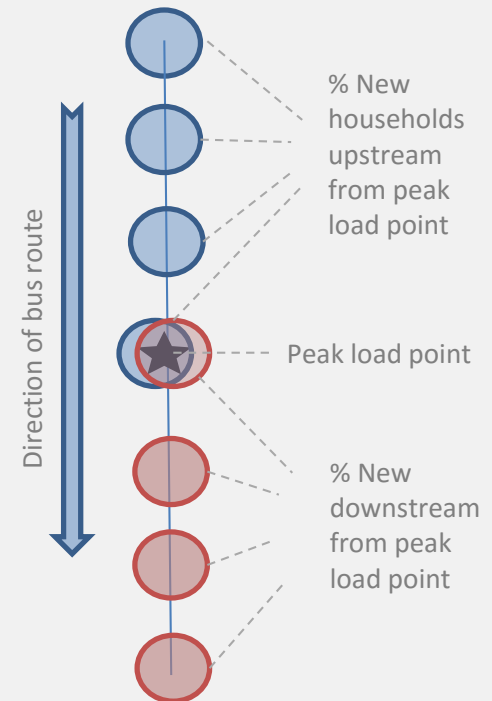 % New
households
upstream
from peak
load point
Direction of bus route
Peak load point
% New
downstream
from peak
load point